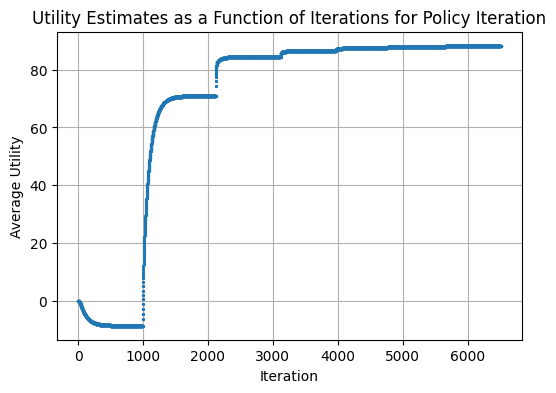 Utility Estimates as a Function of Iterations for Policy Iteration
Average Utility
80
60
40
20
0
0 1000 2000 3000 4000 5000 6000
Iteration